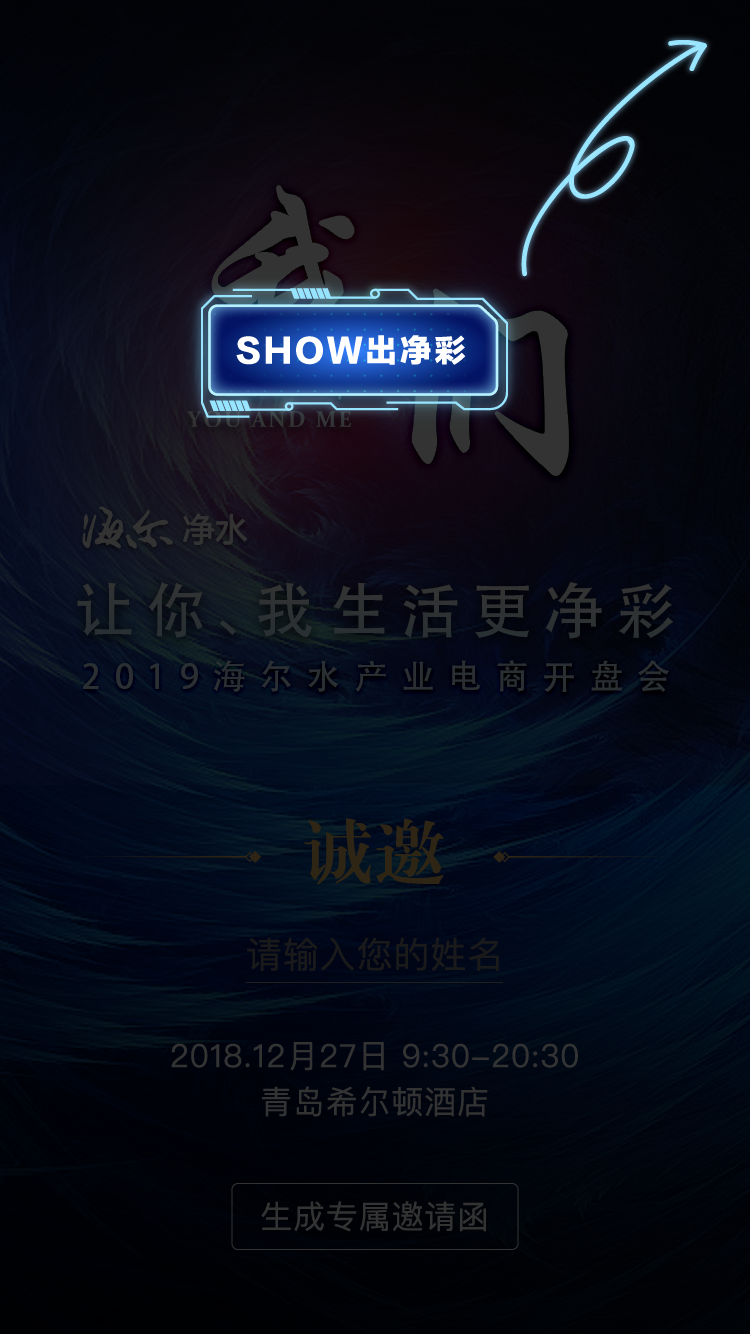 我们
SHOW出净彩
YOU AND ME
海尔 净水
让你、我生活更净彩
2019海尔水产业电商开盘会
诚邀
请输入您的姓名
2018.12月27日 9:30-20:30
青岛希尔顿酒店
生成专属邀请函